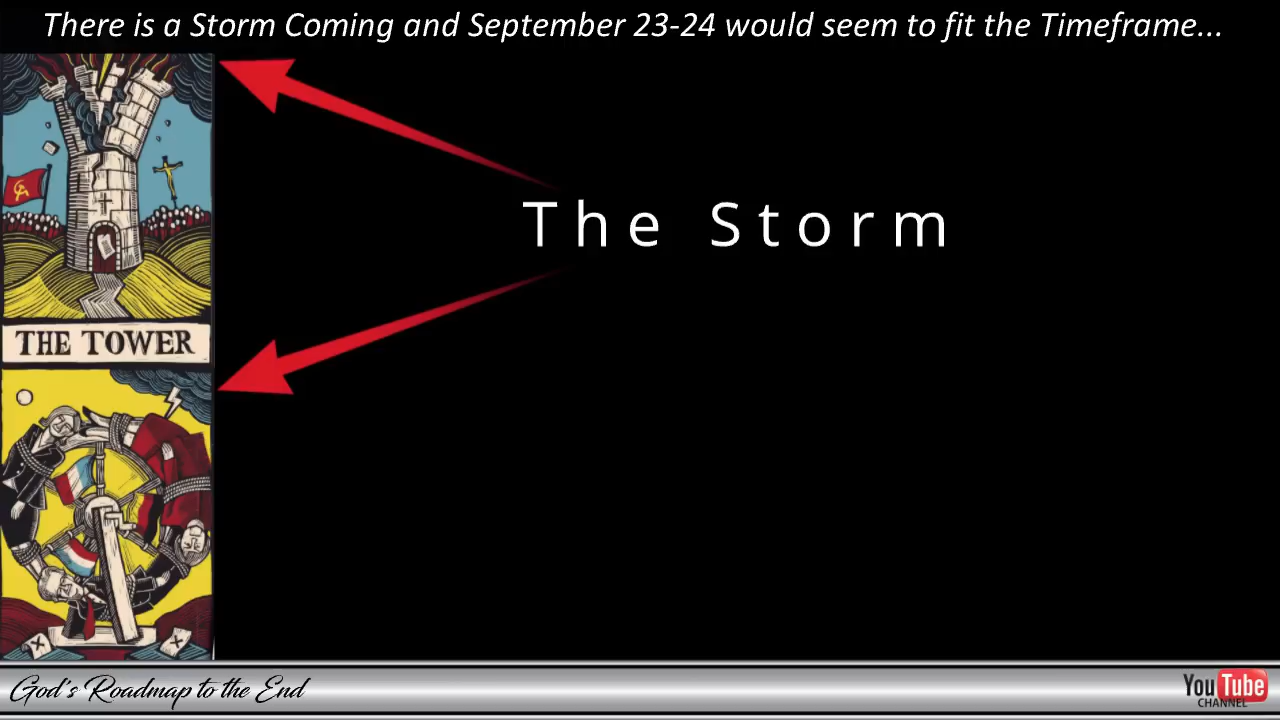 There is a Storm Coming and September 23-24 would seem to fit the Timeframe...
The Storm
THE TOWER
X
X
God's Roadmap to the End
YouTube
CHANNEL